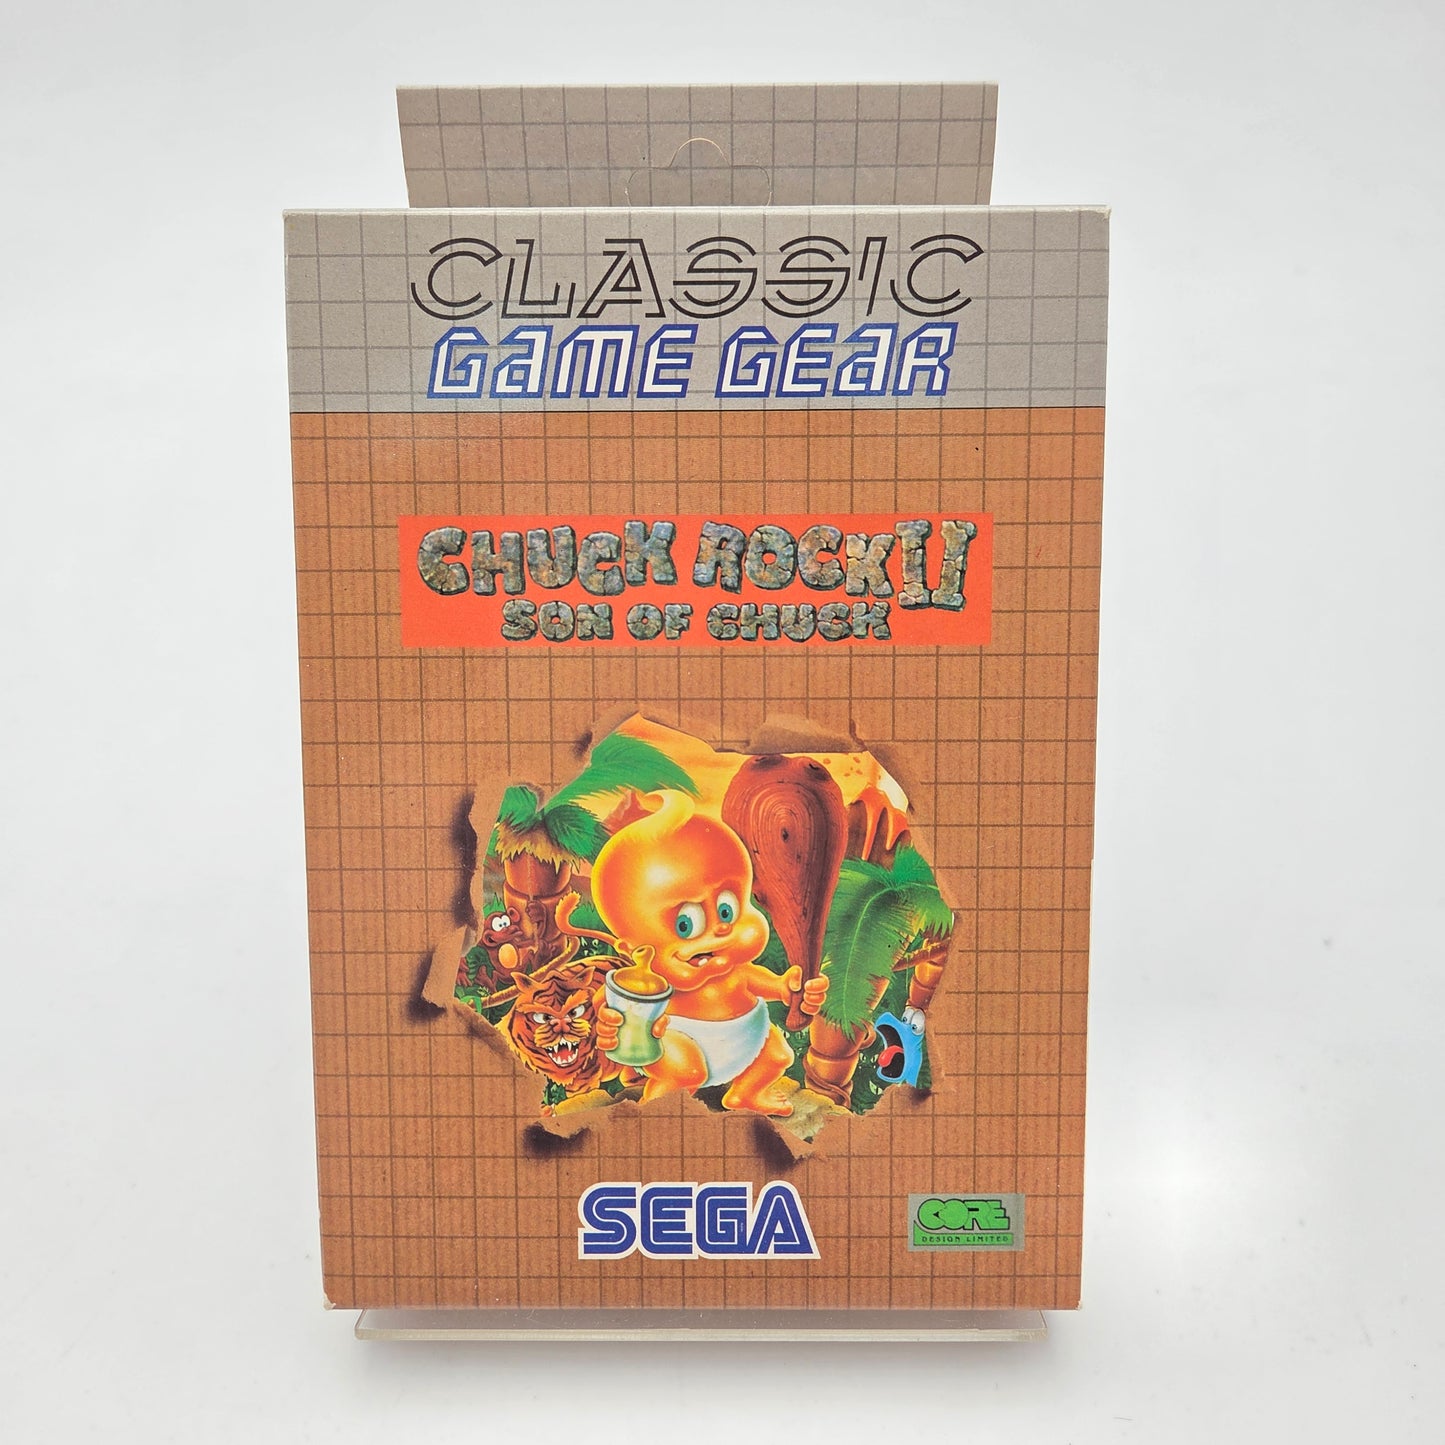 CLASSIC
GAME GEAR
CHUCK ROCK II
SON OF CHUCK
SEGA
CORE
DESIGN LIMITED